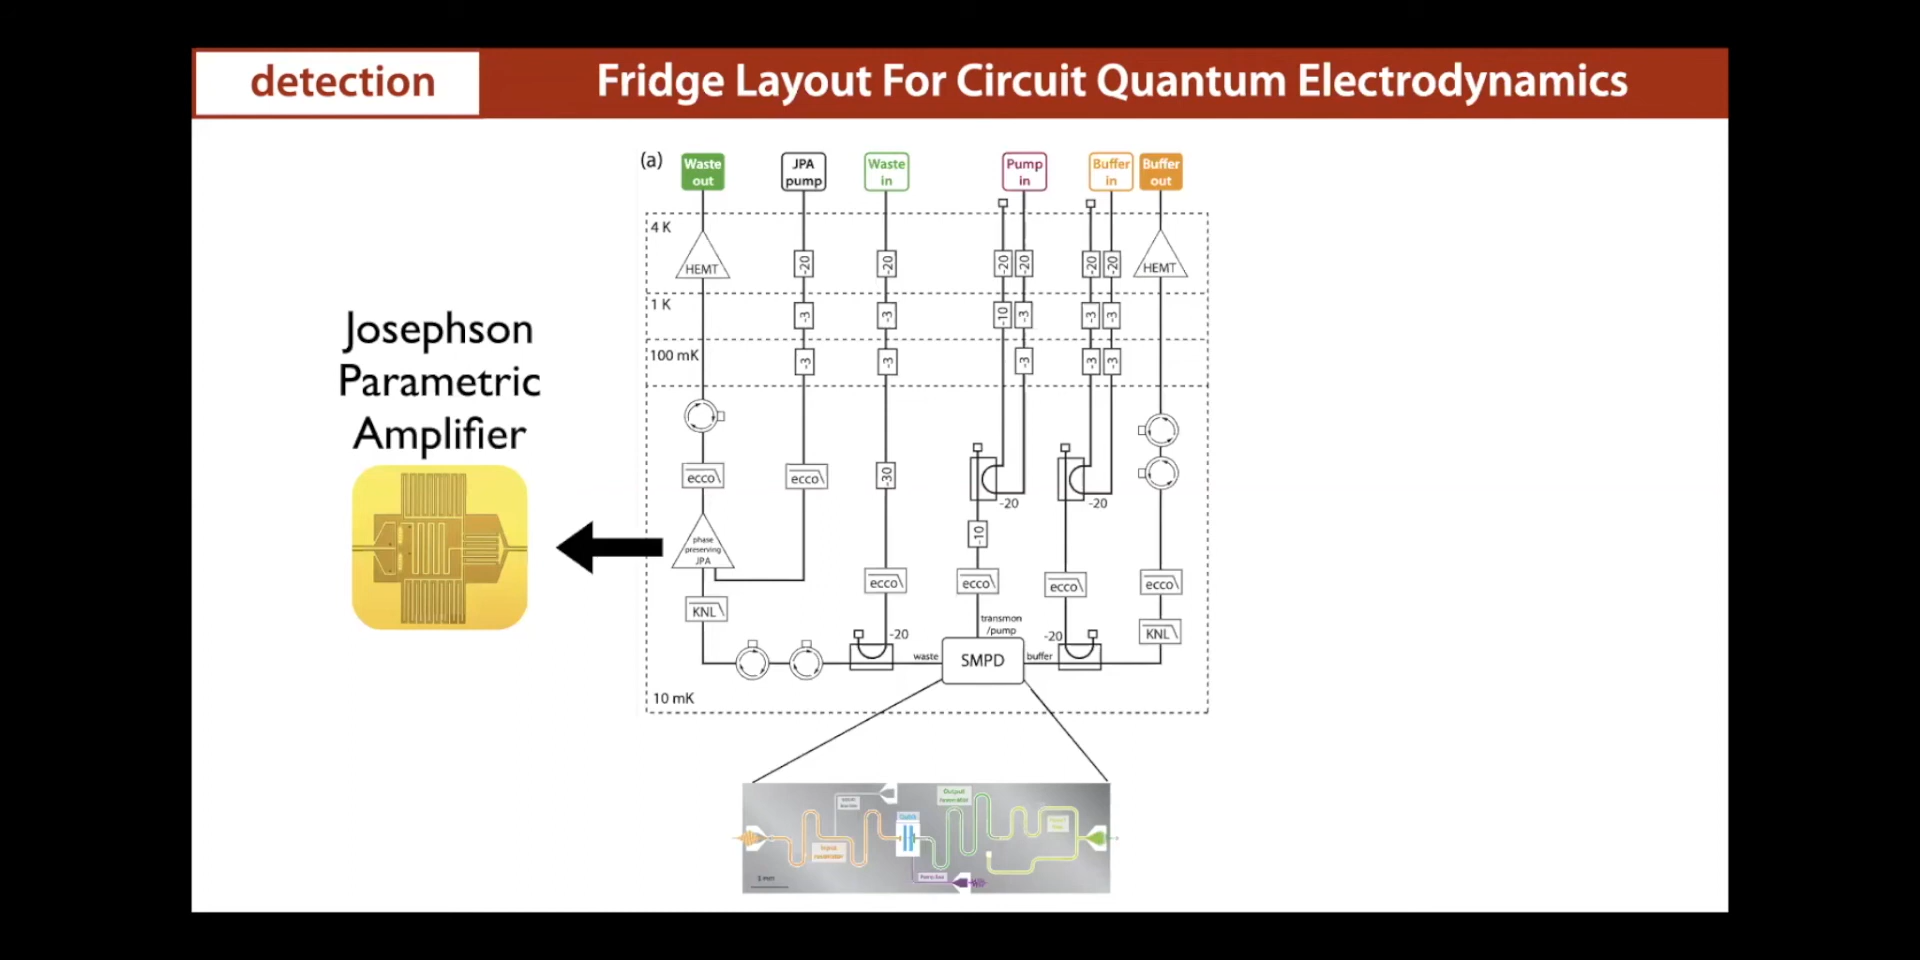 detection
Fridge Layout For Circuit Quantum Electrodynamics
(a)
Waste
out
JPA
pump
Waste
in
Pump
in
Buffer
in
Buffer
out
4 K
HEMT
-20
-20
-20
-20
-20
-20
HEMT
1 K
-3
-3
-10
-3
-3
-3
100 mK
-3
-3
-3
-3
-3
Josephson
Parametric
Amplifier
ecco
ecco
-30
-20
-20
phase
preserving
JPA
-10
ecco
ecco
ecco
ecco
KNL
transmon
/pump
KNL
-20
-20
waste
SMPD
buffer
10 mK
Output